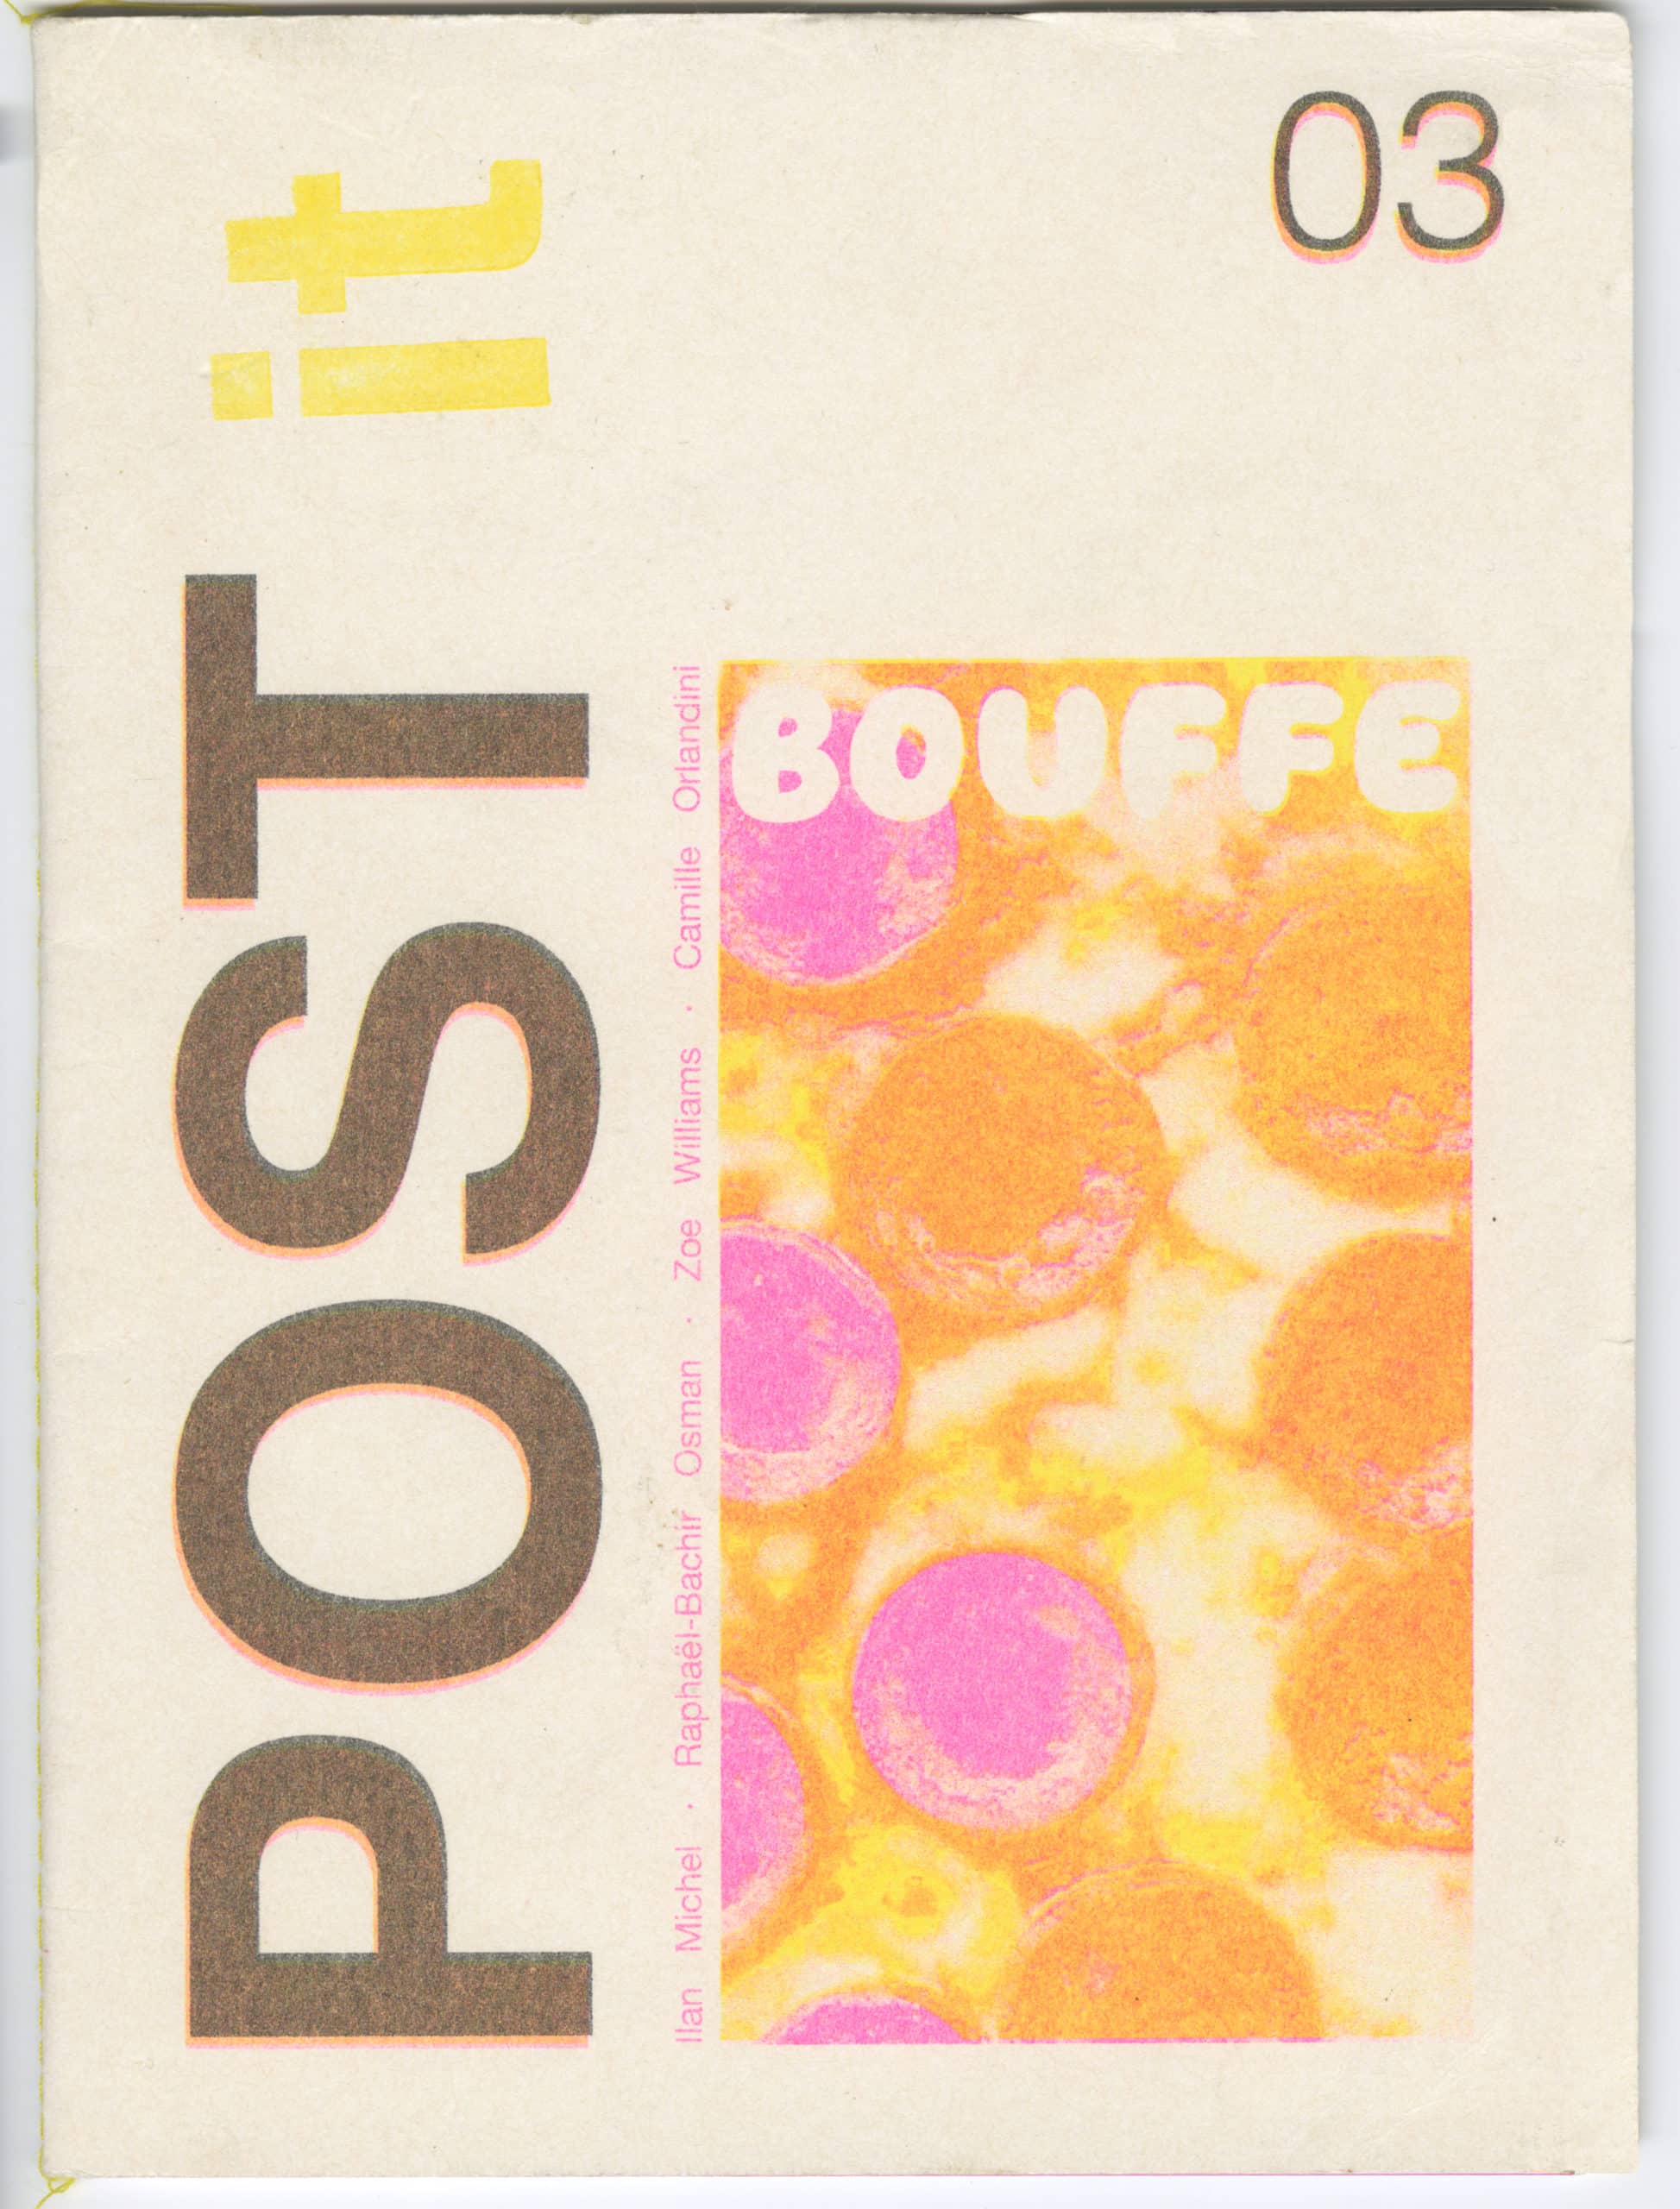 POST it
03
Ilan Michel · Raphaël-Bachir Osman · Zoe Williams · Camille Orlandini
BOUFFE